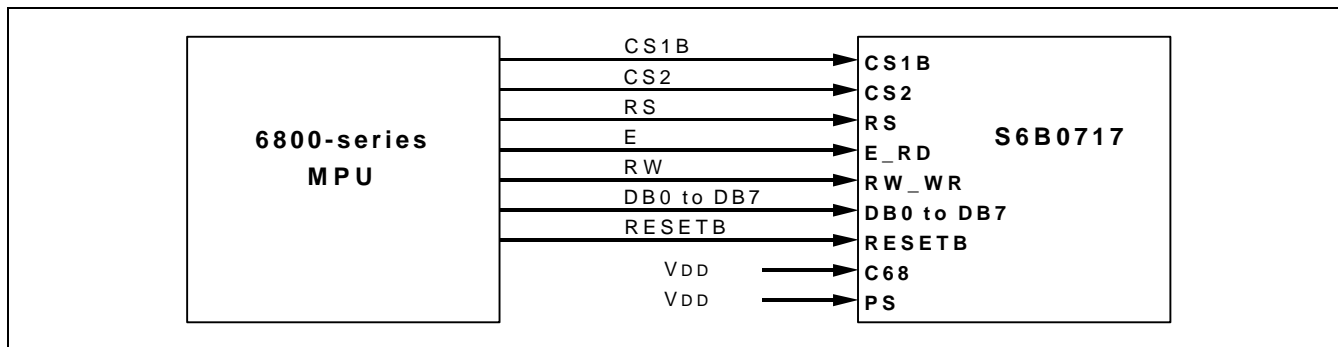 6800-series
MPU
CS1B
CS2
RS
E
RW
DB0 to DB7
RESETB
VDD
VDD
CS1B
CS2
RS
E_RD
RW_WR
DB0 to DB7
RESETB
C68
PS
S6B0717